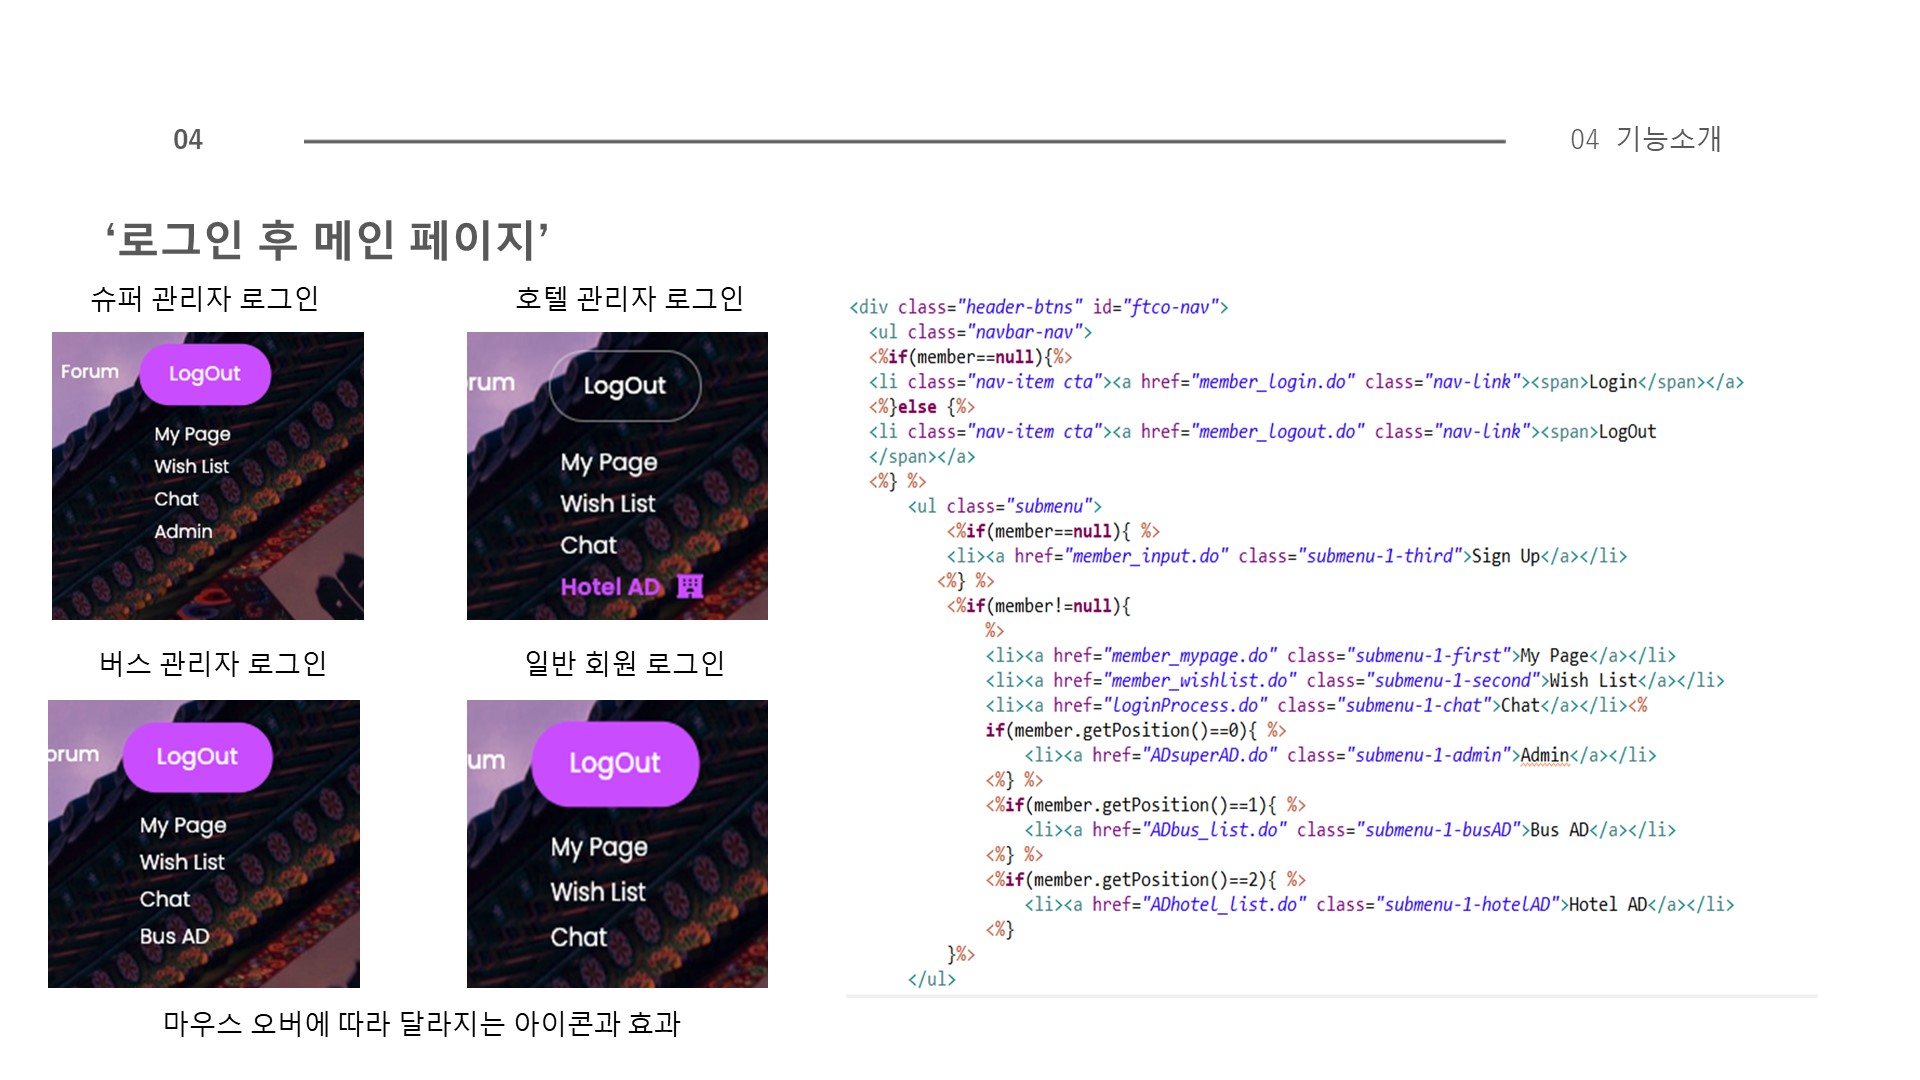 04
04 기능소개
‘로그인 후 메인 페이지’
슈퍼 관리자 로그인
Forum
LogOut
My Page
Wish List
Chat
Admin
호텔 관리자 로그인
rum
LogOut
My Page
Wish List
Chat
Hotel AD
버스 관리자 로그인
orum
LogOut
My Page
Wish List
Chat
Bus AD
일반 회원 로그인
um
LogOut
My Page
Wish List
Chat
마우스 오버에 따라 달라지는 아이콘과 효과
<div class="header-btns" id="ftco-nav">
<ul class="navbar-nav">
<%if(member==null){%>
<li class="nav-item cta"><a href="member_login.do" class="nav-link"><span>Login</span></a>
<%}else {%>
<li class="nav-item cta"><a href="member_logout.do" class="nav-link"><span>LogOut
</span></a>
<%} %>
<ul class="submenu">
<%if(member==null){ %>
<li><a href="member_input.do" class="submenu-1-third">Sign Up</a></li>
<%} %>
<%if(member!=null){
%>
<li><a href="member_mypage.do" class="submenu-1-first">My Page</a></li>
<li><a href="member_wishlist.do" class="submenu-1-second">Wish List</a></li>
<li><a href="loginProcess.do" class="submenu-1-chat">Chat</a></li><%
if(member.getPosition()==0){ %>
<li><a href="ADsuperAD.do" class="submenu-1-admin">Admin</a></li>
<%} %>
<%if(member.getPosition()==1){ %>
<li><a href="ADbus_list.do" class="submenu-1-busAD">Bus AD</a></li>
<%} %>
<%if(member.getPosition()==2){ %>
<li><a href="ADhotel_list.do" class="submenu-1-hotelAD">Hotel AD</a></li>
<%}
}%>
</ul>